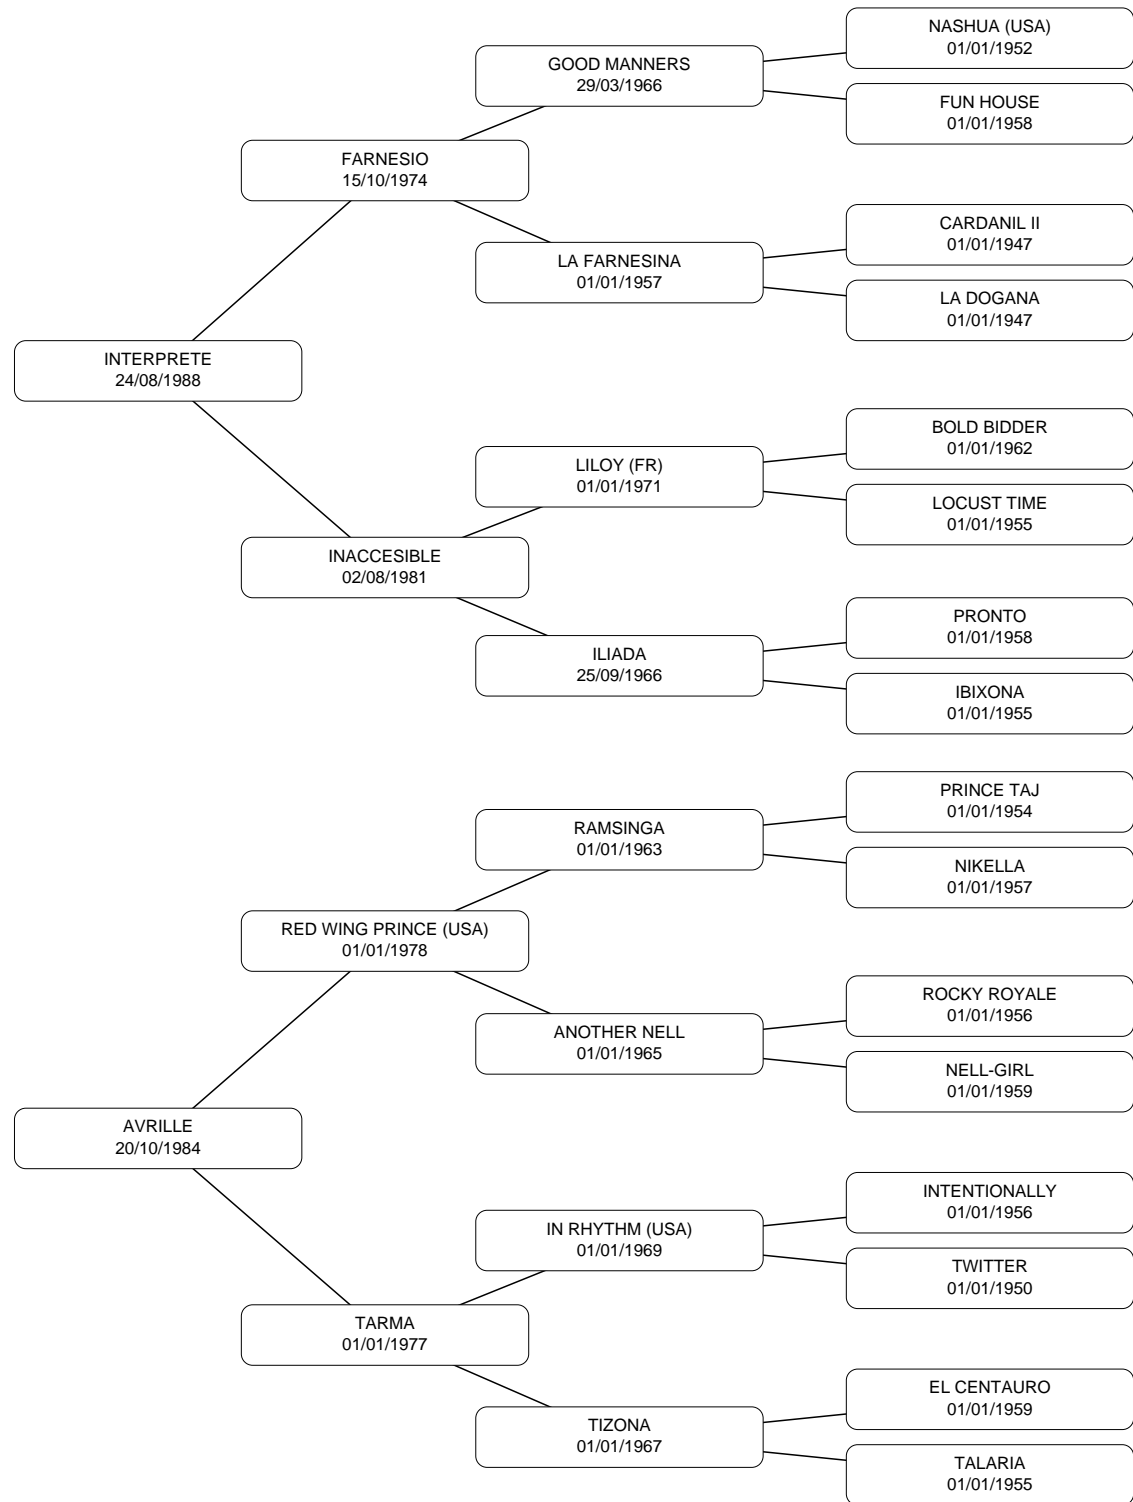 NASHUA (USA)
01/01/1952
GOOD MANNERS
29/03/1966
FUN HOUSE
01/01/1958
FARNESIO
15/10/1974
CARDANIL II
01/01/1947
LA FARNESINA
01/01/1957
LA DOGANA
01/01/1947
INTERPRETE
24/08/1988
BOLD BIDDER
01/01/1962
LILOY (FR)
01/01/1971
LOCUST TIME
01/01/1955
INACCESIBLE
02/08/1981
PRONTO
01/01/1958
ILIADA
25/09/1966
IBIXONA
01/01/1955
PRINCE TAJ
01/01/1954
RAMSINGA
01/01/1963
NIKELLA
01/01/1957
RED WING PRINCE (USA)
01/01/1978
ROCKY ROYALE
01/01/1956
ANOTHER NELL
01/01/1965
NELL-GIRL
01/01/1959
AVRILLE
20/10/1984
INTENTIONALLY
01/01/1956
IN RHYTHM (USA)
01/01/1969
TWITTER
01/01/1950
TARMA
01/01/1977
EL CENTAURO
01/01/1959
TIZONA
01/01/1967
TALARIA
01/01/1955